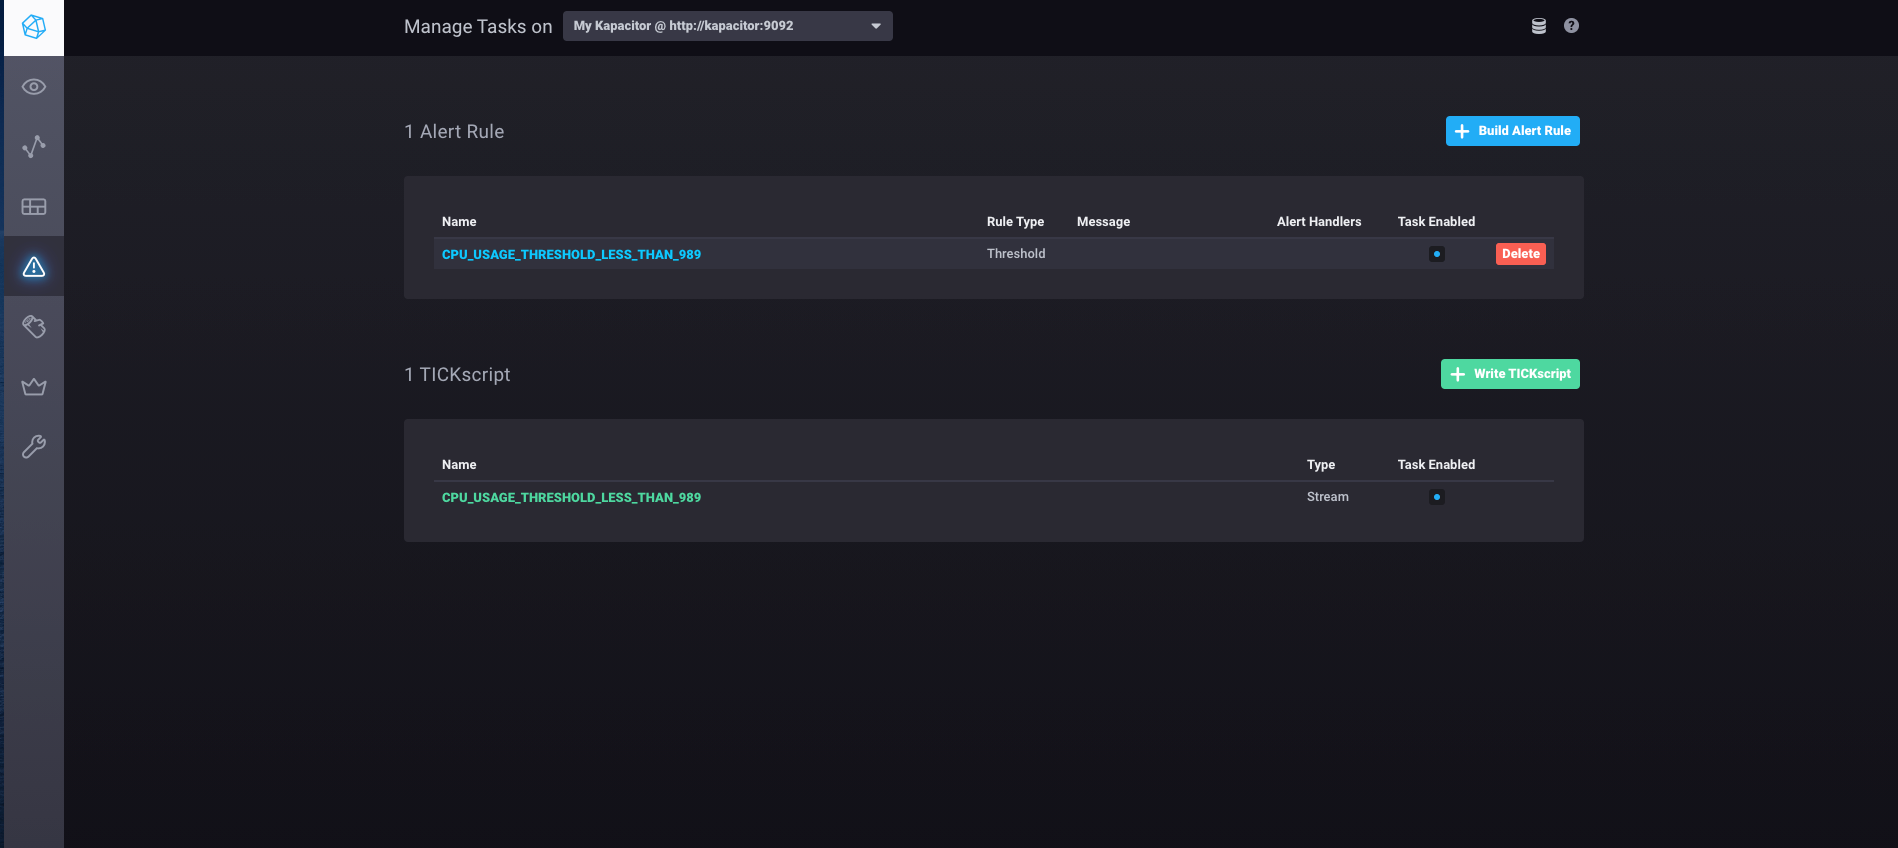 Manage Tasks on My Kapacitor @ http://kapacitor:9092
?
1 Alert Rule
Build Alert Rule
Name Rule Type Message Alert Handlers Task Enabled
CPU_USAGE_THRESHOLD_LESS_THAN_989 Threshold Delete
1 TICKscript
Write TICKscript
Name Type Task Enabled
CPU_USAGE_THRESHOLD_LESS_THAN_989 Stream